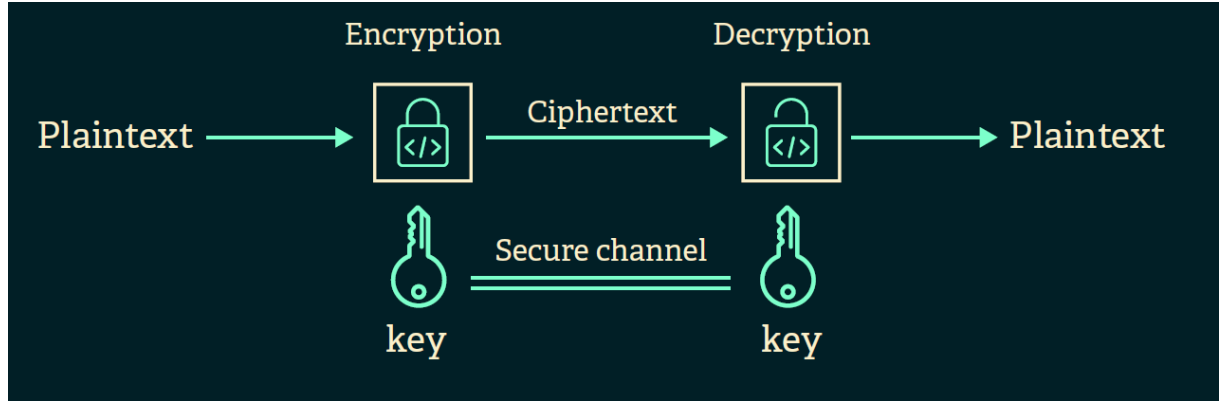 Encryption
Decryption
Plaintext
</>
Ciphertext
</>
Plaintext
Secure channel
key
key